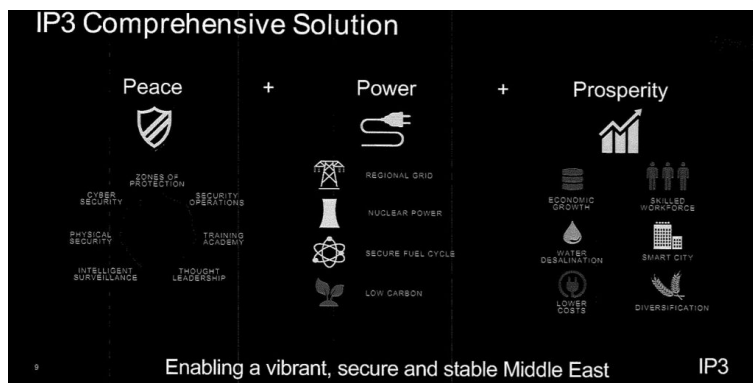 IP3 Comprehensive Solution
Peace + Power + Prosperity
ZONES OF
PROTECTION
CYBER
SECURITY
SECURITY
OPERATIONS
PHYSICAL
SECURITY
TRAINING
ACADEMY
INTELLIGENT
SURVEILLANCE
THOUGHT
LEADERSHIP
REGIONAL GRID
NUCLEAR POWER
SECURE FUEL CYCLE
LOW CARBON
ECONOMIC
GROWTH
SKILLED
WORKFORCE
WATER
DESALINATION
SMART CITY
LOWER
COSTS
DIVERSIFICATION
9
Enabling a vibrant, secure and stable Middle East
IP3